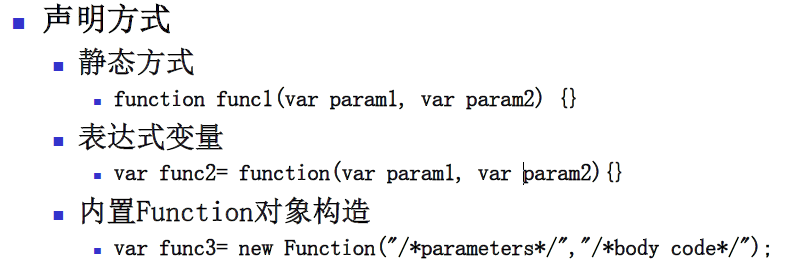 声明方式
静态方式
function func1(var param1, var param2) {}
表达式变量
var func2= function(var param1, var param2){}
内置Function对象构造
var func3= new Function("/*parameters*/","/*body code*/");